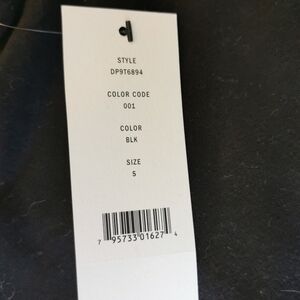 STYLE
DP9T6894
COLOR CODE
001
COLOR
BLK
SIZE
S
7 95733 01627 4